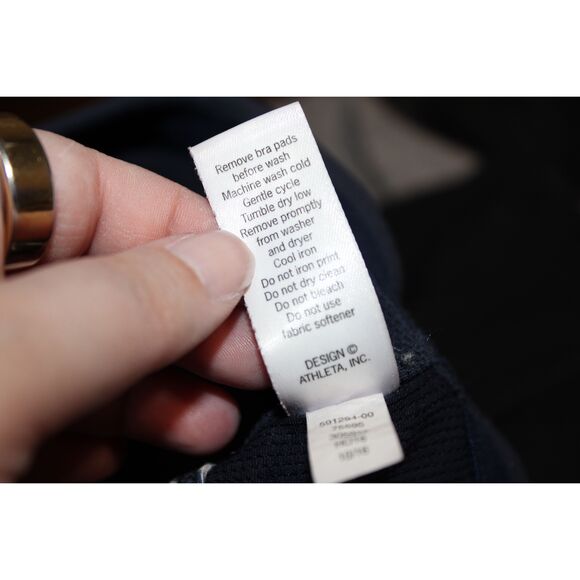 Remove bra pads
before wash
Machine wash cold
Gentle cycle
Tumble dry low
Remove promptly
from washer
and dryer
Cool iron
Do not iron print
Do not dry clean
Do not bleach
Do not use
fabric softener
DESIGN ©
ATHLETA, INC.
591264-00